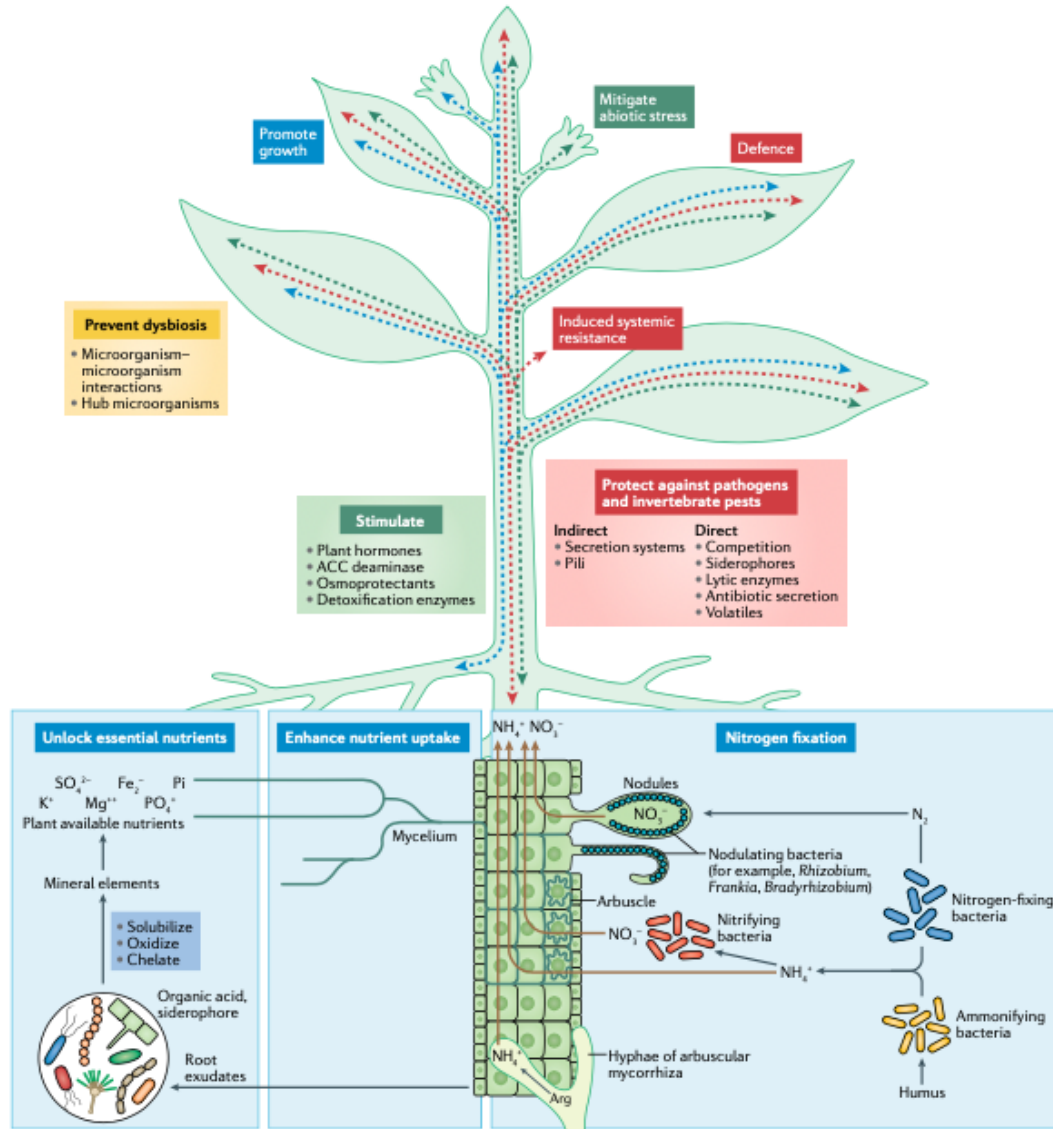 Promote
growth
Mitigate
abiotic stress
Defence
Prevent dysbiosis
• Microorganism–
microorganism
interactions
• Hub microorganisms
Induced systemic
resistance
Stimulate
• Plant hormones
• ACC deaminase
• Osmoprotectants
• Detoxification enzymes
Protect against pathogens
and invertebrate pests
Indirect
• Secretion systems
• Pili
Direct
• Competition
• Siderophores
• Lytic enzymes
• Antibiotic secretion
• Volatiles
Unlock essential nutrients
SO₄²⁻ Fe₂⁻ Pi
K⁺ Mg⁺⁺ PO₄⁺
Plant available nutrients
Mineral elements
• Solubilize
• Oxidize
• Chelate
Organic acid,
siderophore
Root
exudates
Enhance nutrient uptake
Mycelium
NH₄⁺ NO₃⁻
Nitrogen fixation
Nodules
NO₃⁻
N₂
Nodulating bacteria
(for example, Rhizobium,
Frankia, Bradyrhizobium)
Arbuscle
Nitrogen-fixing
bacteria
NO₃⁻
Nitrifying
bacteria
NH₄⁺
Ammonifying
bacteria
NH₄⁺
Arg
Hyphae of arbuscular
mycorrhiza
Humus